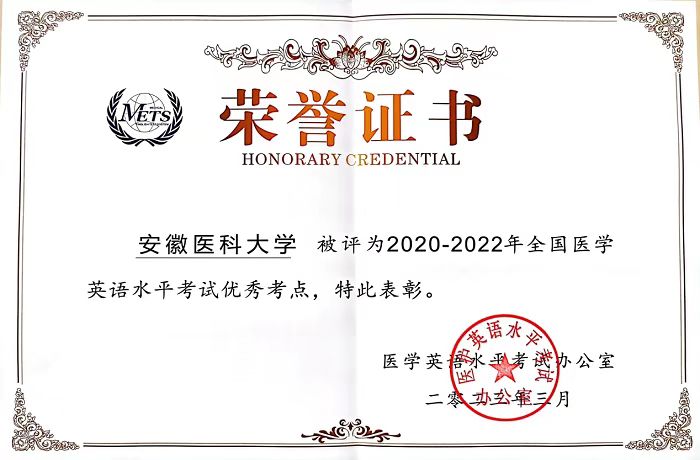 METS
荣誉证书
HONORARY CREDENTIAL
安徽医科大学 被评为2020-2022年全国医学
英语水平考试优秀考点，特此表彰。
医学英语水平考试办公室
二零二三年三月
医护英语水平考试
办公室